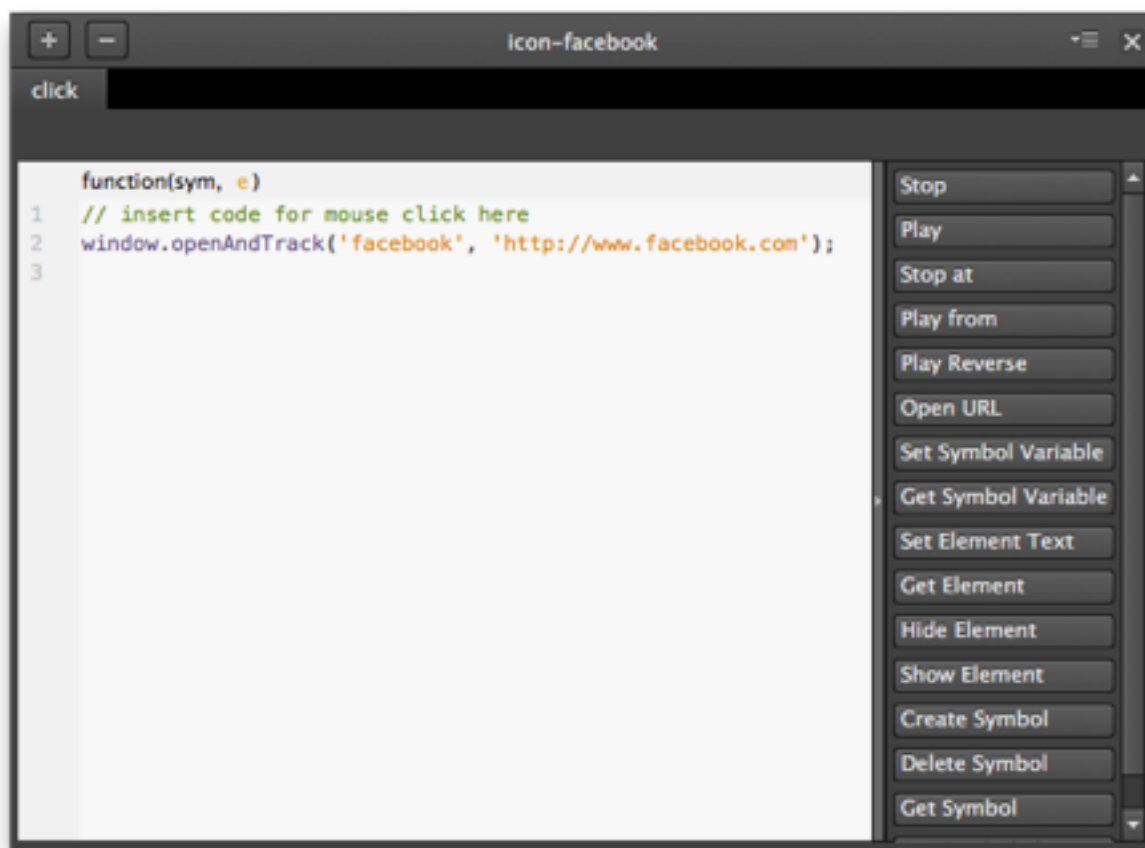 + − icon-facebook
click
function(sym, e)
1 // insert code for mouse click here
2 window.openAndTrack('facebook', 'http://www.facebook.com');
3
Stop
Play
Stop at
Play from
Play Reverse
Open URL
Set Symbol Variable
Get Symbol Variable
Set Element Text
Get Element
Hide Element
Show Element
Create Symbol
Delete Symbol
Get Symbol